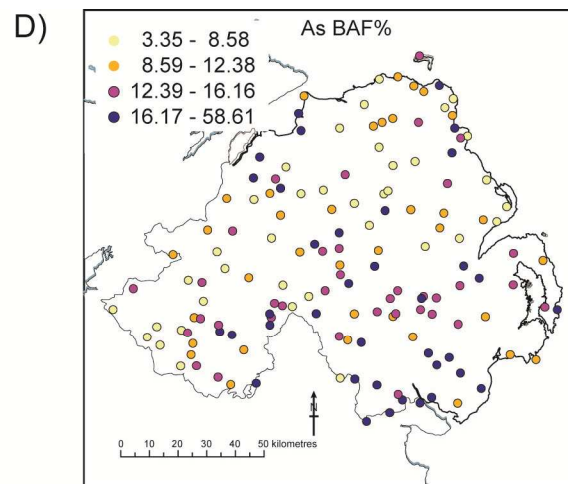 D)
As BAF%
3.35 - 8.58
8.59 - 12.38
12.39 - 16.16
16.17 - 58.61
N
0 10 20 30 40 50 kilometres